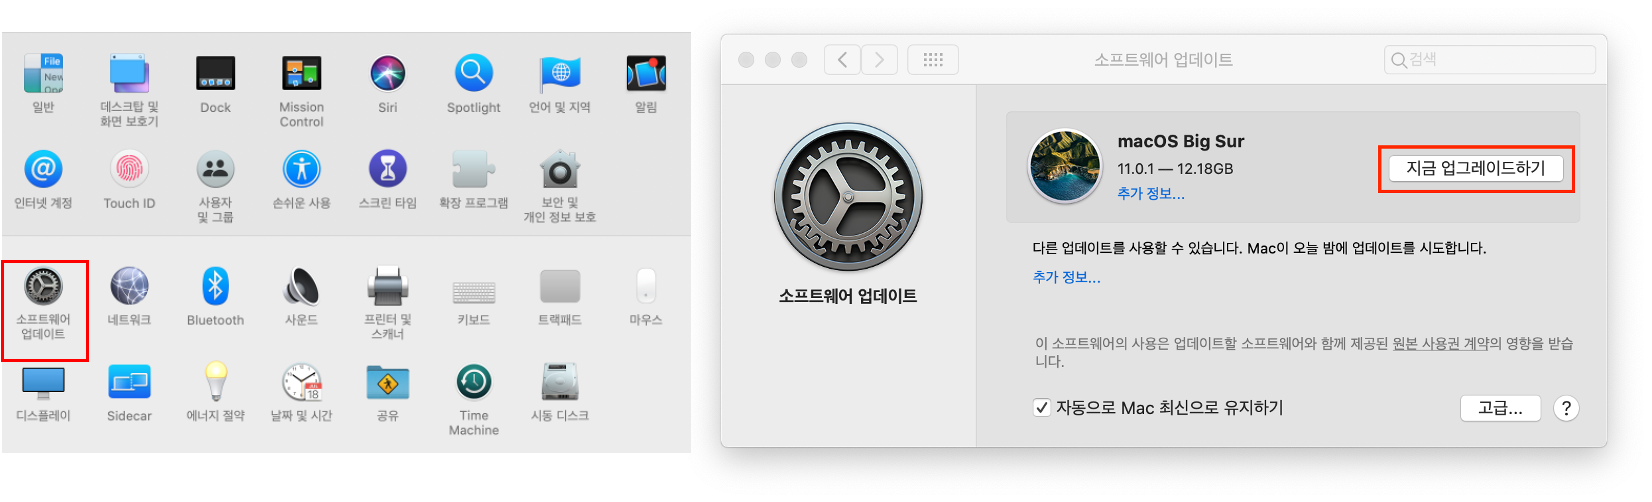 File
New
Ope
일반
데스크탑 및
화면 보호기
Dock
Mission
Control
Siri
Spotlight
언어 및 지역
알림
인터넷 계정
Touch ID
사용자
및 그룹
손쉬운 사용
스크린 타임
확장 프로그램
보안 및
개인 정보 보호
소프트웨어
업데이트
네트워크
Bluetooth
사운드
프린터 및
스캐너
키보드
트랙패드
마우스
디스플레이
Sidecar
에너지 절약
JUL
18
날짜 및 시간
공유
Time
Machine
시동 디스크
소프트웨어 업데이트
검색
소프트웨어 업데이트
macOS Big Sur
11.0.1 — 12.18GB
추가 정보...
지금 업그레이드하기
다른 업데이트를 사용할 수 있습니다. Mac이 오늘 밤에 업데이트를 시도합니다.
추가 정보...
이 소프트웨어의 사용은 업데이트할 소프트웨어와 함께 제공된 원본 사용권 계약의 영향을 받습
니다.
자동으로 Mac 최신으로 유지하기
고급...
?